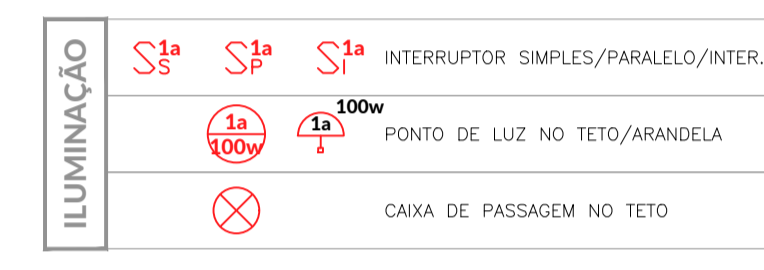 ILUMINAÇÃO
S 1a S S 1a P S 1a I INTERRUPTOR SIMPLES/PARALELO/INTER.
1a 100w 1a 100w PONTO DE LUZ NO TETO/ARANDELA
CAIXA DE PASSAGEM NO TETO